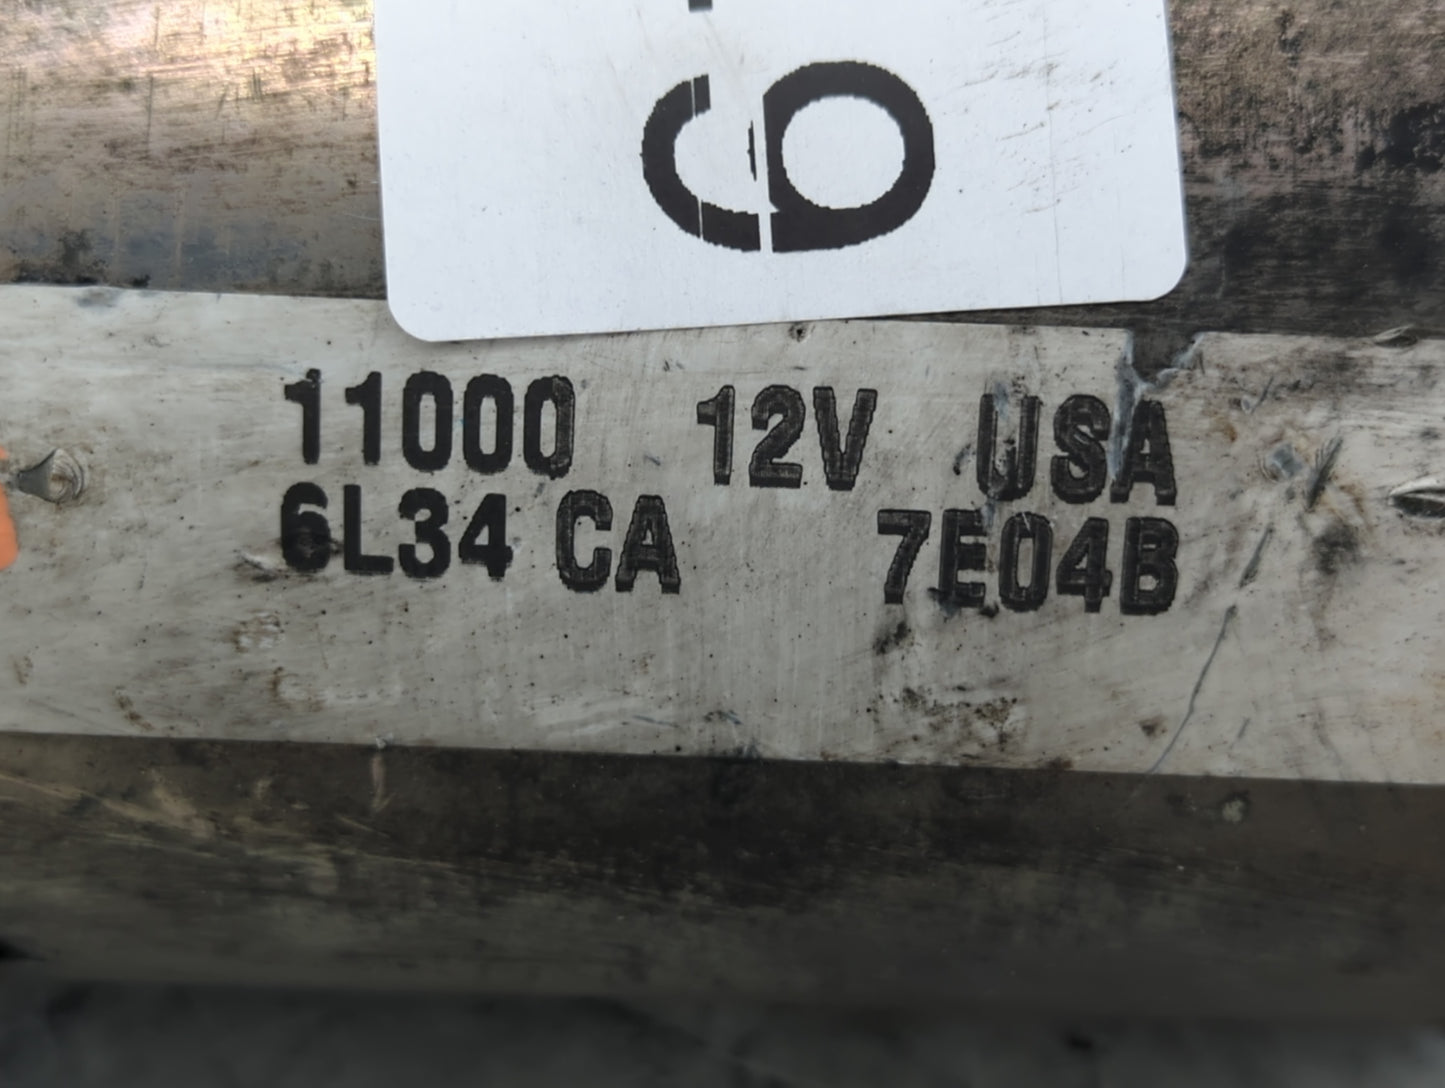 11000 12V USA
6L34 CA 7E04B